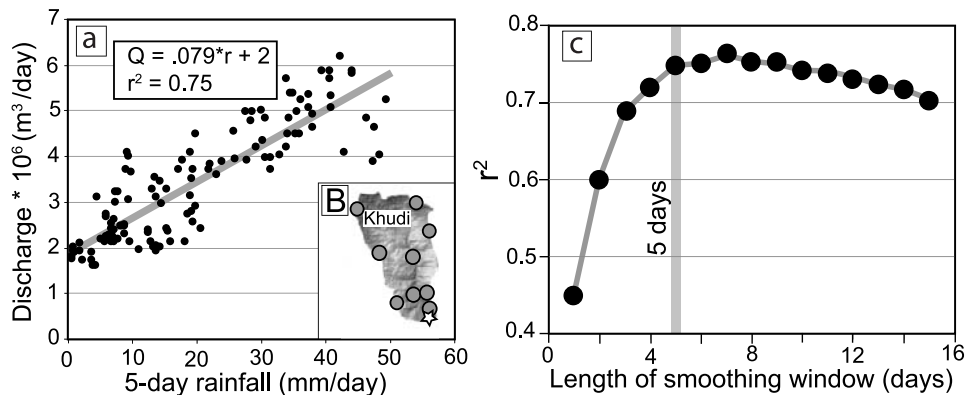 a
Q = .079*r + 2
r² = 0.75
7
6
5
4
3
2
1
0
Discharge * 10⁶ (m³/day)
0 10 20 30 40 50 60
5-day rainfall (mm/day)
B
Khudi
c
0.8
0.7
0.6
0.5
0.4
r²
5 days
0 4 8 12 16
Length of smoothing window (days)